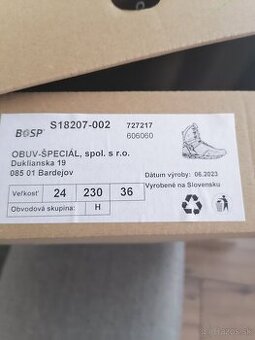 BOSP S18207-002 727217
606060
OBUV-ŠPECIÁL, spol. s r.o.
Duklianska 19
085 01 Bardejov
Dátum výroby: 06.2023
Vyrobené na Slovensku
Veľkosť 24 230 36
Obvodová skupina: H